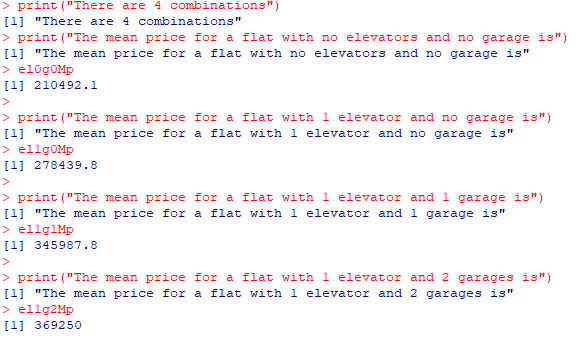 > print("There are 4 combinations")
[1] "There are 4 combinations"
> print("The mean price for a flat with no elevators and no garage is")
[1] "The mean price for a flat with no elevators and no garage is"
> el0g0Mp
[1] 210492.1
>
> print("The mean price for a flat with 1 elevator and no garage is")
[1] "The mean price for a flat with 1 elevator and no garage is"
> el1g0Mp
[1] 278439.8
>
> print("The mean price for a flat with 1 elevator and 1 garage is")
[1] "The mean price for a flat with 1 elevator and 1 garage is"
> el1g1Mp
[1] 345987.8
>
> print("The mean price for a flat with 1 elevator and 2 garages is")
[1] "The mean price for a flat with 1 elevator and 2 garages is"
> el1g2Mp
[1] 369250